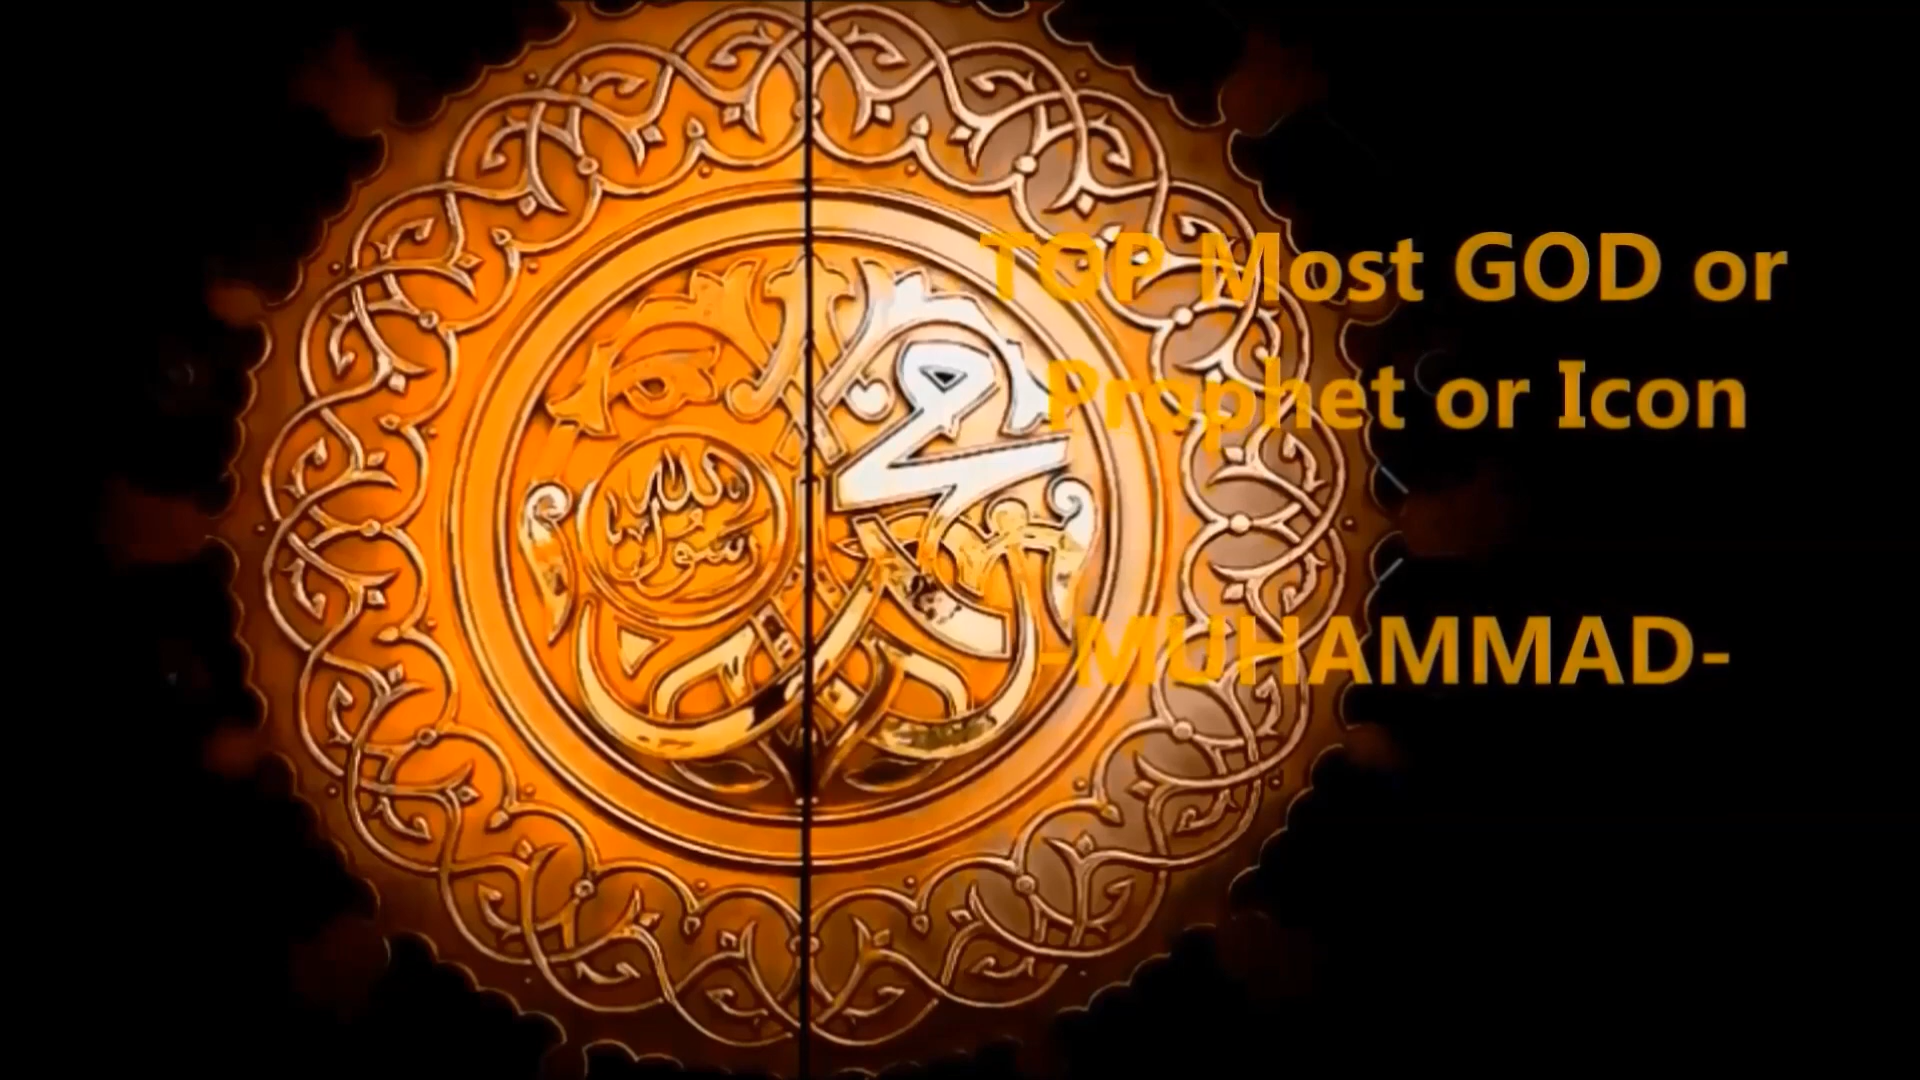 TOP Most GOD or
Prophet or Icon
-MUHAMMAD-
محمد
رسول
الله